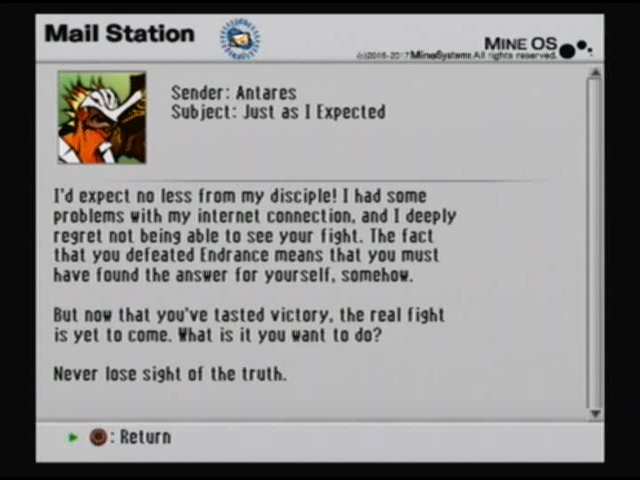 Mail Station
MINE OS
MineSystems.All rights reserved.
Sender: Antares
Subject: Just as I Expected
I'd expect no less from my disciple! I had some
problems with my internet connection, and I deeply
regret not being able to see your fight. The fact
that you defeated Endrance means that you must
have found the answer for yourself, somehow.
But now that you've tasted victory, the real fight
is yet to come. What is it you want to do?
Never lose sight of the truth.
: Return